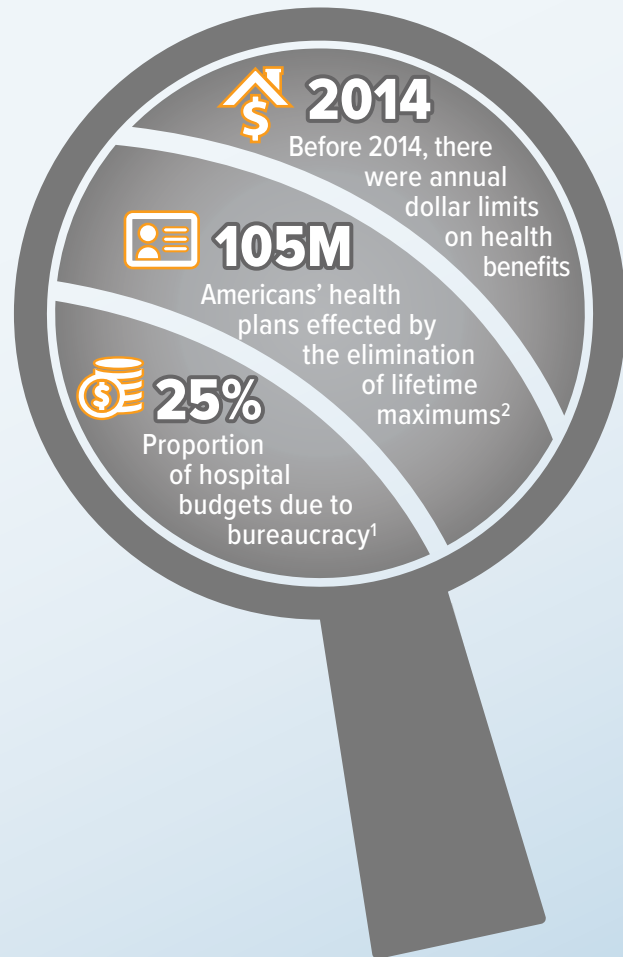 $
2014
Before 2014, there
were annual
dollar limits
on health
benefits
105M
Americans’ health
plans effected by
the elimination
of lifetime
maximums²
$
25%
Proportion
of hospital
budgets due to
bureaucracy¹